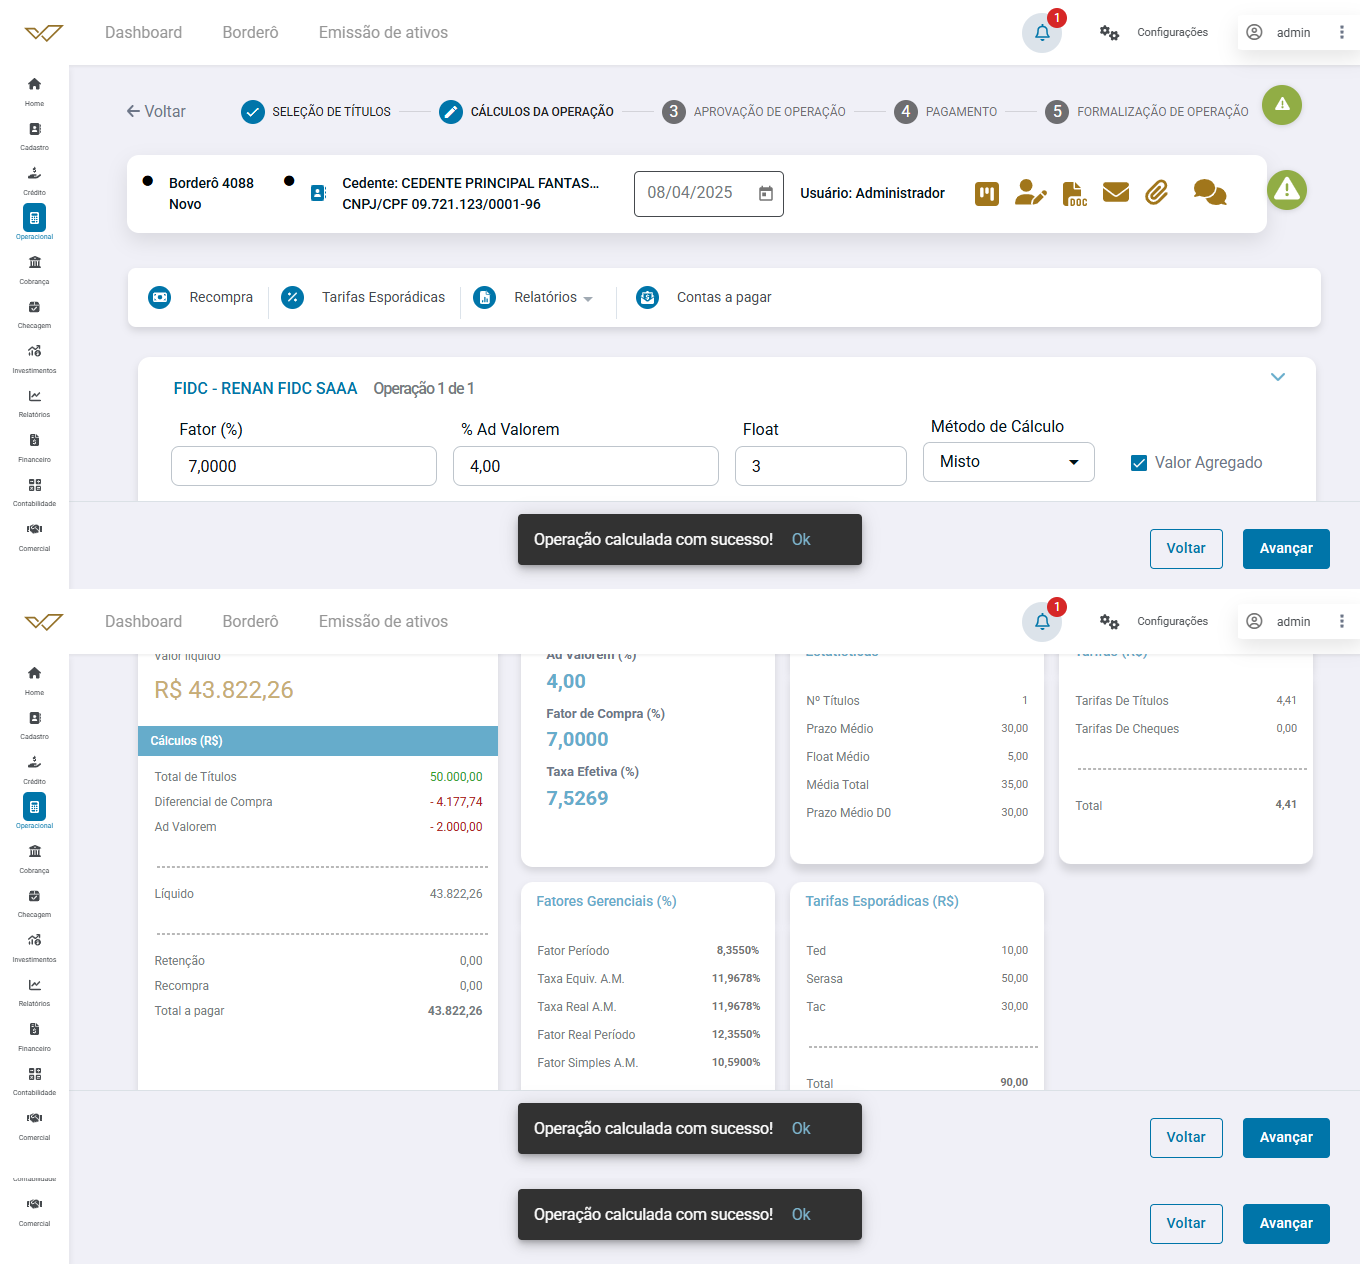 Dashboard
Borderô
Emissão de ativos
1
Configurações
admin
Home
Cadastro
Crédito
Operacional
Cobrança
Checagem
Investimentos
Relatórios
Financeiro
Contabilidade
Comercial
Voltar
SELEÇÃO DE TÍTULOS
CÁLCULOS DA OPERAÇÃO
3 APROVAÇÃO DE OPERAÇÃO
4 PAGAMENTO
5 FORMALIZAÇÃO DE OPERAÇÃO
Borderô 4088
Novo
Cedente: CEDENTE PRINCIPAL FANTAS...
CNPJ/CPF 09.721.123/0001-96
08/04/2025
Usuário: Administrador
DOC
Recompra
Tarifas Esporádicas
Relatórios
Contas a pagar
FIDC - RENAN FIDC SAAA Operação 1 de 1
Fator (%)
7,0000
% Ad Valorem
4,00
Float
3
Método de Cálculo
Misto
Valor Agregado
Operação calculada com sucesso! Ok
Voltar
Avançar
Dashboard
Borderô
Emissão de ativos
1
Configurações
admin
Home
Cadastro
Crédito
Operacional
Cobrança
Checagem
Investimentos
Relatórios
Financeiro
Contabilidade
Comercial
Valor líquido
R$ 43.822,26
Cálculos (R$)
Total de Títulos 50.000,00
Diferencial de Compra - 4.177,74
Ad Valorem - 2.000,00
Líquido 43.822,26
Retenção 0,00
Recompra 0,00
Total a pagar 43.822,26
Ad Valorem (%)
4,00
Fator de Compra (%)
7,0000
Taxa Efetiva (%)
7,5269
Estatísticas
Nº Títulos 1
Prazo Médio 30,00
Float Médio 5,00
Média Total 35,00
Prazo Médio D0 30,00
Tarifas (R$)
Tarifas De Títulos 4,41
Tarifas De Cheques 0,00
Total 4,41
Fatores Gerenciais (%)
Fator Período 8,3550%
Taxa Equiv. A.M. 11,9678%
Taxa Real A.M. 11,9678%
Fator Real Período 12,3550%
Fator Simples A.M. 10,5900%
Tarifas Esporádicas (R$)
Ted 10,00
Serasa 50,00
Tac 30,00
Total 90,00
Operação calculada com sucesso! Ok
Voltar
Avançar
Contabilidade
Comercial
Operação calculada com sucesso! Ok
Voltar
Avançar